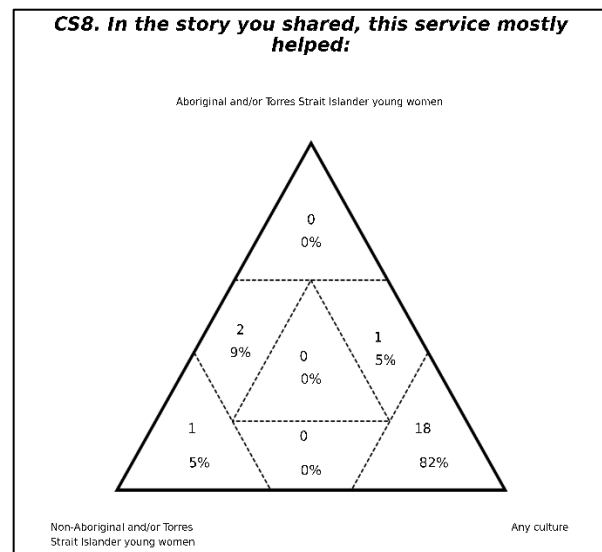 CS8. In the story you shared, this service mostly
helped:
Aboriginal and/or Torres Strait Islander young women
0
0%
2
9%
1
5%
0
0%
1
5%
0
0%
18
82%
Non-Aboriginal and/or Torres
Strait Islander young women
Any culture